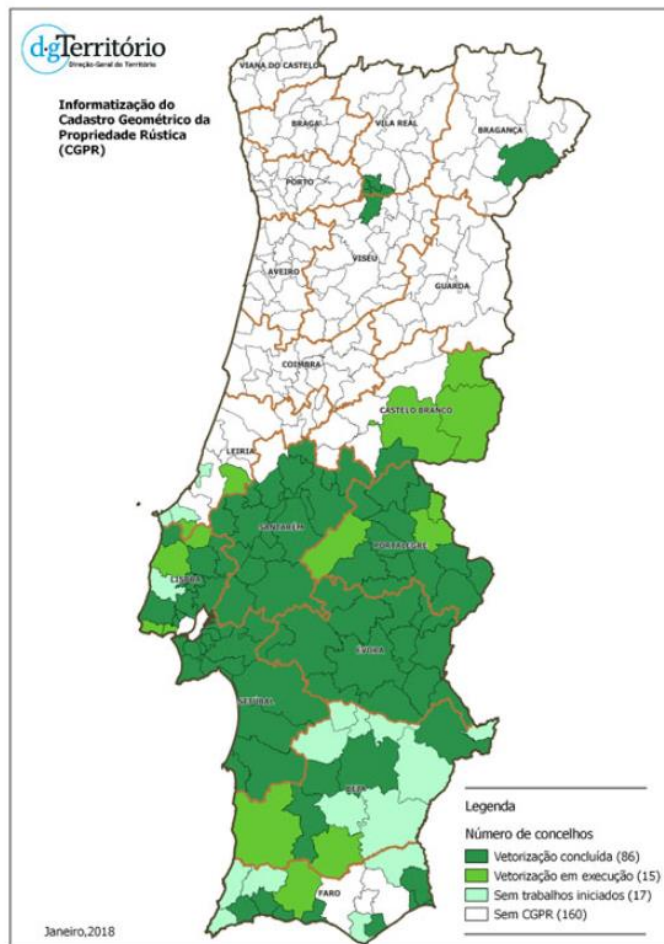 dgTerritório
Direção-Geral do Território
Informatização do
Cadastro Geométrico da
Propriedade Rústica
(CGPR)
VIANA DO CASTELO
BRAGA
VILA REAL
BRAGANÇA
PORTO
AVEIRO
VISEU
GUARDA
COIMBRA
CASTELO BRANCO
LEIRIA
SANTARÉM
PORTALEGRE
LISBOA
ÉVORA
SETÚBAL
BEJA
FARO
Legenda
Número de concelhos
Vetorização concluída (86)
Vetorização em execução (15)
Sem trabalhos iniciados (17)
Sem CGPR (160)
Janeiro,2018